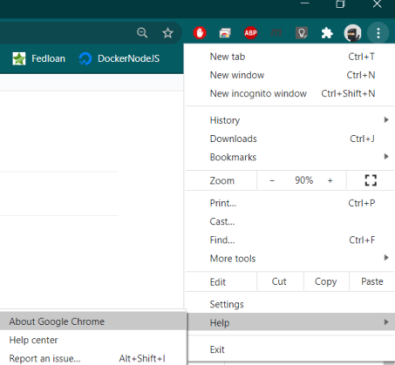 ABP
Fedloan DockerNodeJS
New tab Ctrl+T
New window Ctrl+N
New incognito window Ctrl+Shift+N
History
Downloads Ctrl+J
Bookmarks
Zoom - 90% +
Print... Ctrl+P
Cast...
Find... Ctrl+F
More tools
Edit Cut Copy Paste
Settings
About Google Chrome Help
Help center
Report an issue... Alt+Shift+I Exit